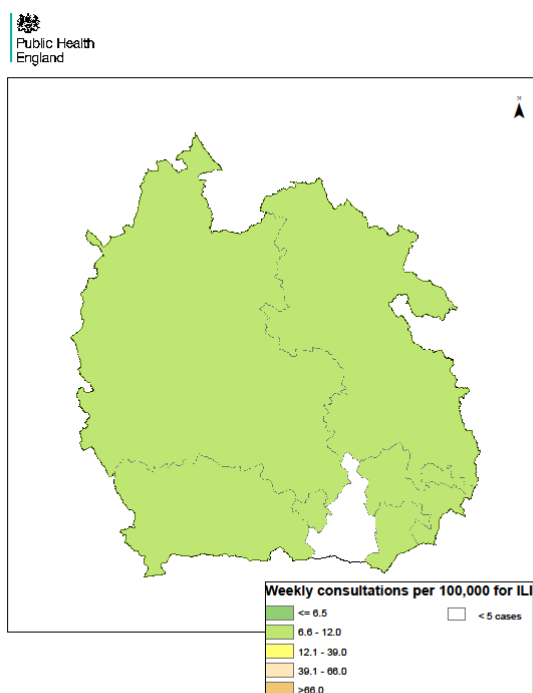 Public Health
England
N
Weekly consultations per 100,000 for ILI
<= 6.5
< 5 cases
6.6 - 12.0
12.1 - 39.0
39.1 - 66.0
>66.0